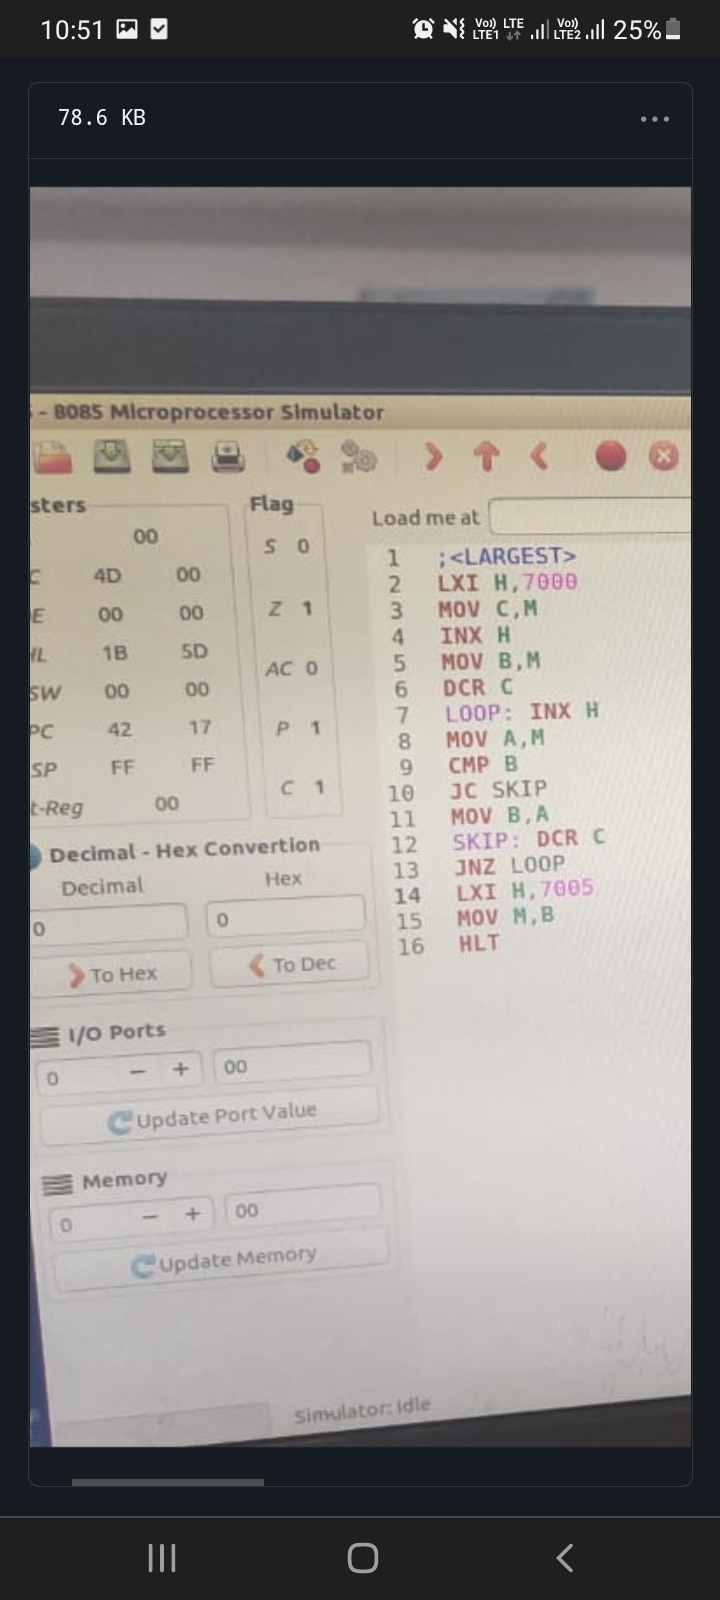 10:51 Vo)) LTE1 LTE Vo)) LTE2 25%
78.6 KB
- 8085 Microprocessor Simulator
sters
Flag
Load me at
00
C 4D 00
E 00 00
HL 1B 5D
SW 00 00
PC 42 17
SP FF FF
t-Reg 00
S 0
Z 1
AC 0
P 1
C 1
1 ;<LARGEST>
2 LXI H,7000
3 MOV C,M
4 INX H
5 MOV B,M
6 DCR C
7 LOOP: INX H
8 MOV A,M
9 CMP B
10 JC SKIP
11 MOV B,A
12 SKIP: DCR C
13 JNZ LOOP
14 LXI H,7005
15 MOV M,B
16 HLT
Decimal - Hex Convertion
Decimal Hex
0 0
To Hex To Dec
I/O Ports
0 - + 00
Update Port Value
Memory
0 - + 00
Update Memory
Simulator: Idle